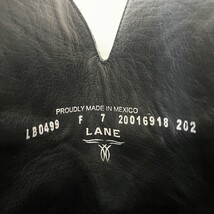 PROUDLY MADE IN MEXICO
LB0499 F 7 20016918 202
LANE